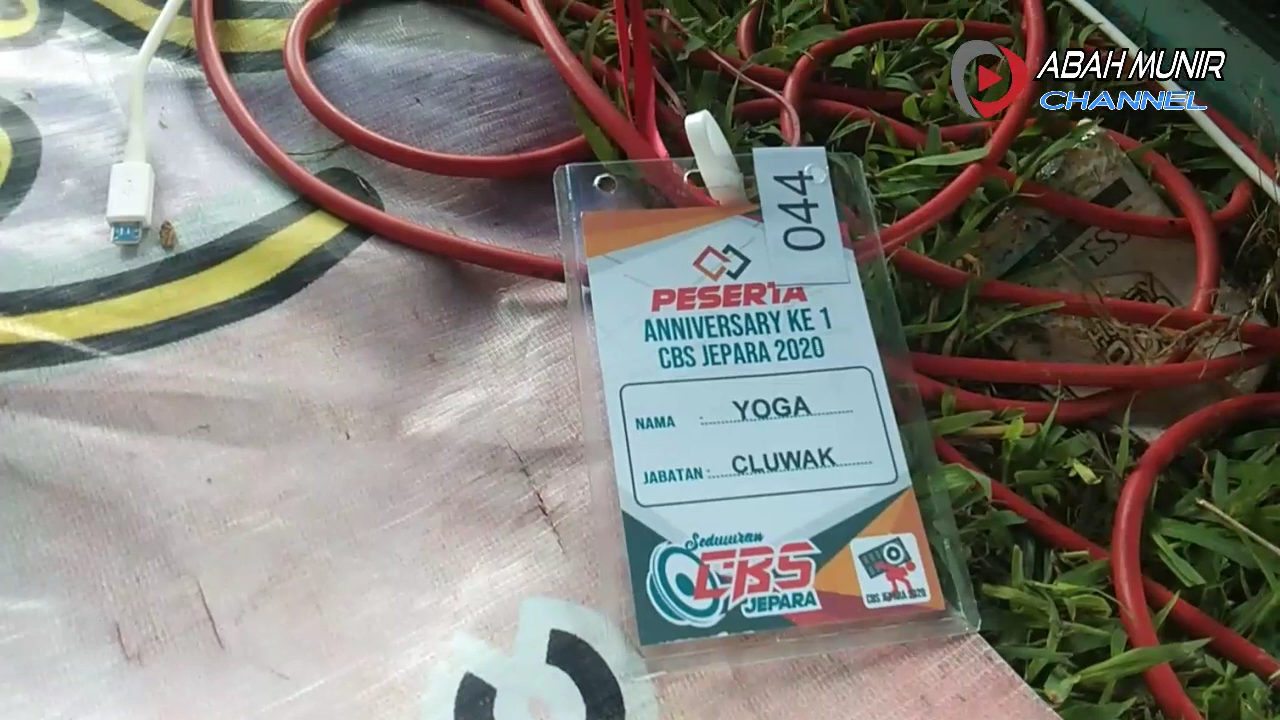 ABAH MUNIR
CHANNEL
044
PESERTA
ANNIVERSARY KE 1
CBS JEPARA 2020
NAMA : YOGA
JABATAN : CLUWAK
Seduluran
CBS
JEPARA
CBS JEPARA 2020